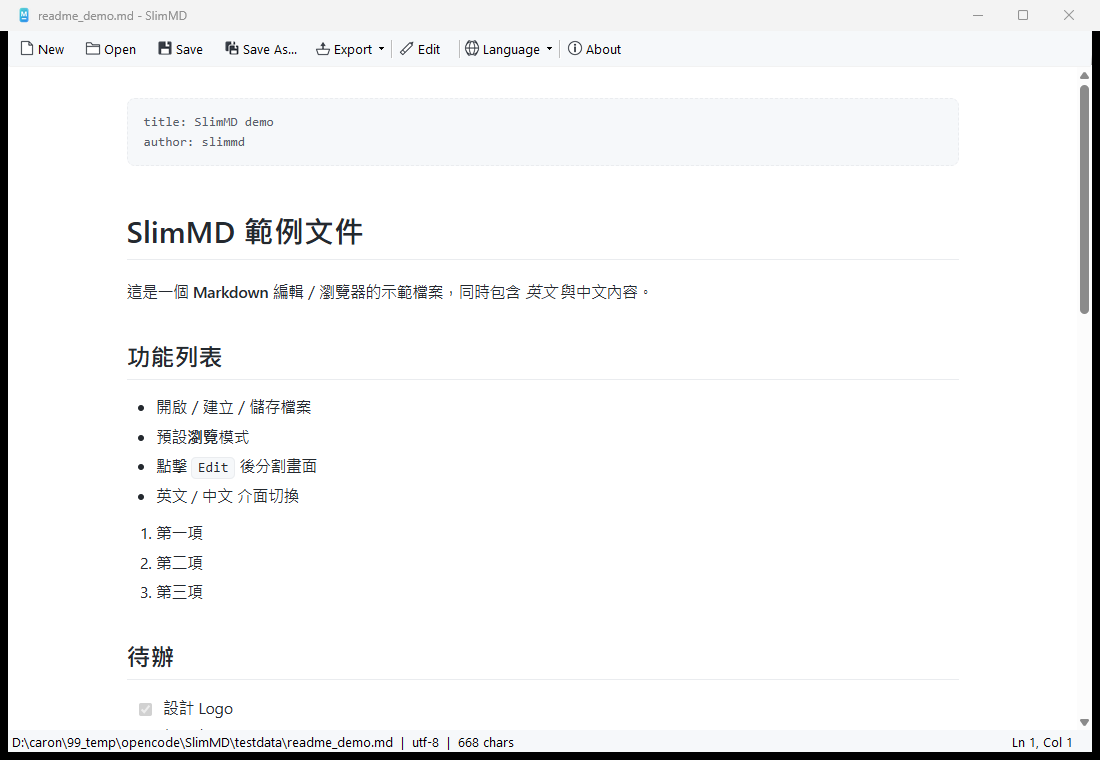 readme_demo.md - SlimMD
New Open Save Save As... Export Edit Language About
title: SlimMD demo
author: slimmd
SlimMD 範例文件
這是一個 Markdown 編輯 / 瀏覽器的示範檔案，同時包含 英文 與中文內容。
功能列表
• 開啟 / 建立 / 儲存檔案
• 預設瀏覽模式
• 點擊 Edit 後分割畫面
• 英文 / 中文 介面切換
1. 第一項
2. 第二項
3. 第三項
待辦
設計 Logo
D:\caron\99_temp\opencode\SlimMD\testdata\readme_demo.md | utf-8 | 668 chars
Ln 1, Col 1